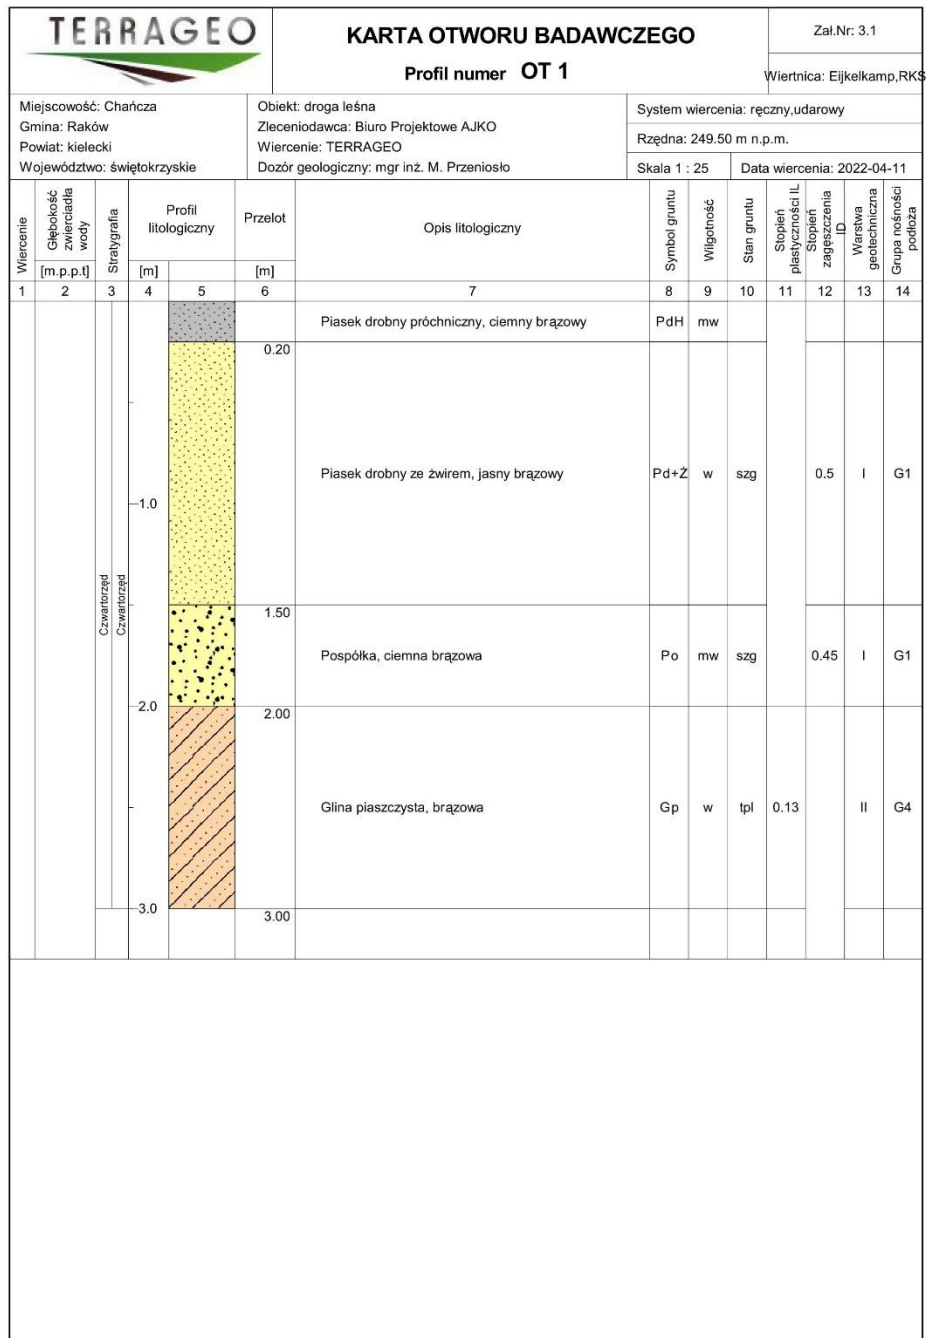 TERRAGEO
KARTA OTWORU BADAWCZEGO
Profil numer OT 1
Zał.Nr: 3.1
Wiertnica: Eijkelkamp,RKS
Miejscowość: Chańcza
Gmina: Raków
Powiat: kielecki
Województwo: świętokrzyskie
Obiekt: droga leśna
Zleceniodawca: Biuro Projektowe AJKO
Wiercenie: TERRAGEO
Dozór geologiczny: mgr inż. M. Przeniosło
System wiercenia: ręczny,udarowy
Rzędna: 249.50 m n.p.m.
Skala 1 : 25 Data wiercenia: 2022-04-11
Wiercenie
Głębokość
zwierciadła
wody
[m.p.p.t]
Stratygrafia
Profil
litologiczny
[m]
Przelot
[m]
Opis litologiczny
Symbol gruntu
Wilgotność
Stan gruntu
Stopień
plastyczności IL
Stopień
zagęszczenia
ID
Warstwa
geotechniczna
Grupa nośności
podłoża
1 2 3 4 5 6 7 8 9 10 11 12 13 14
Piasek drobny próchniczny, ciemny brązowy PdH mw
0.20
Piasek drobny ze żwirem, jasny brązowy Pd+Ż w szg 0.5 I G1
1.0
Czwartorzęd
Czwartorzęd
1.50
Pospółka, ciemna brązowa Po mw szg 0.45 I G1
2.0
2.00
Glina piaszczysta, brązowa Gp w tpl 0.13 II G4
3.0
3.00